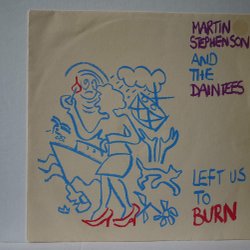 MARTIN
STEPHENSON
AND
THE
DAINTEES
LEFT US
TO
BURN